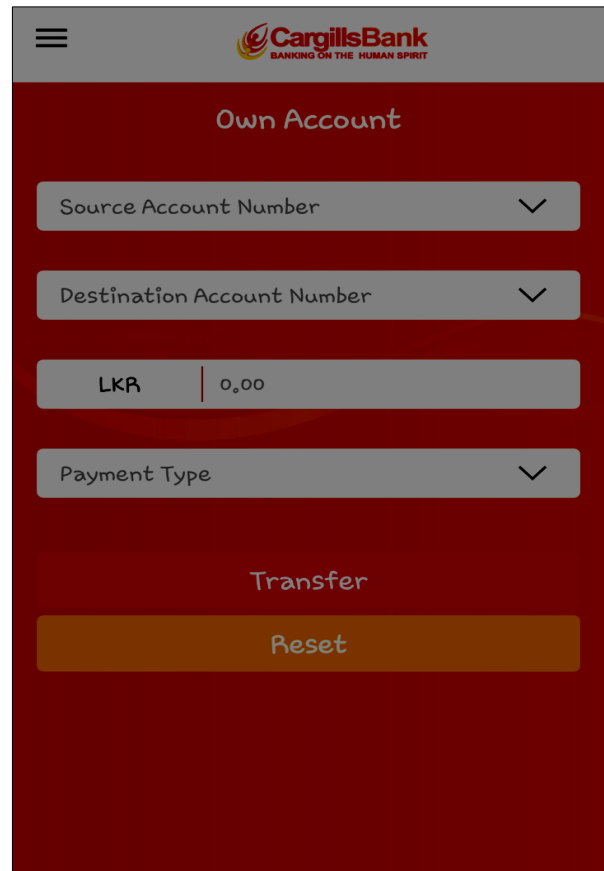 CargillsBank
BANKING ON THE HUMAN SPIRIT
Own Account
Source Account Number
Destination Account Number
LKR 0.00
Payment Type
Transfer
Reset